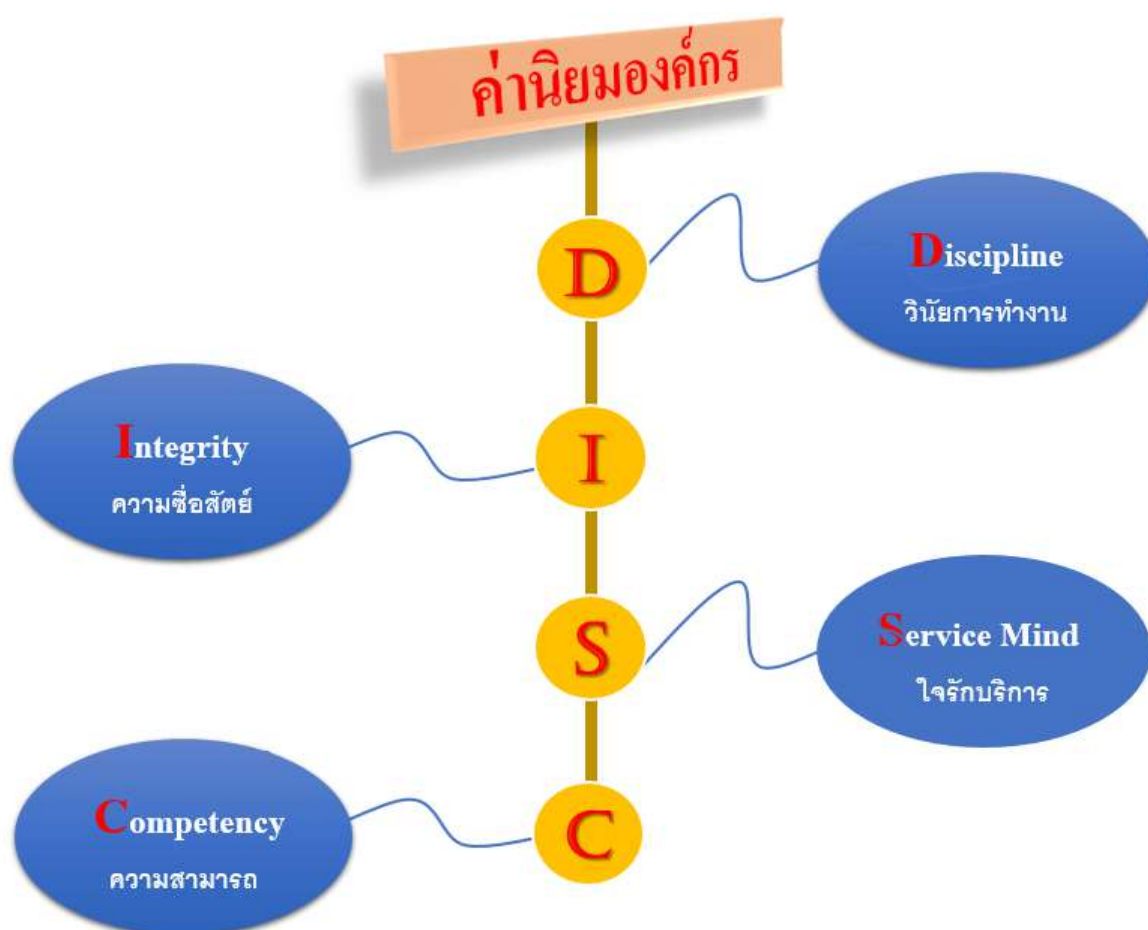 ค่านิยมองค์กร
D
Discipline
วินัยการทำงาน
I
Integrity
ความซื่อสัตย์
S
Service Mind
ใจรักบริการ
C
Competency
ความสามารถ